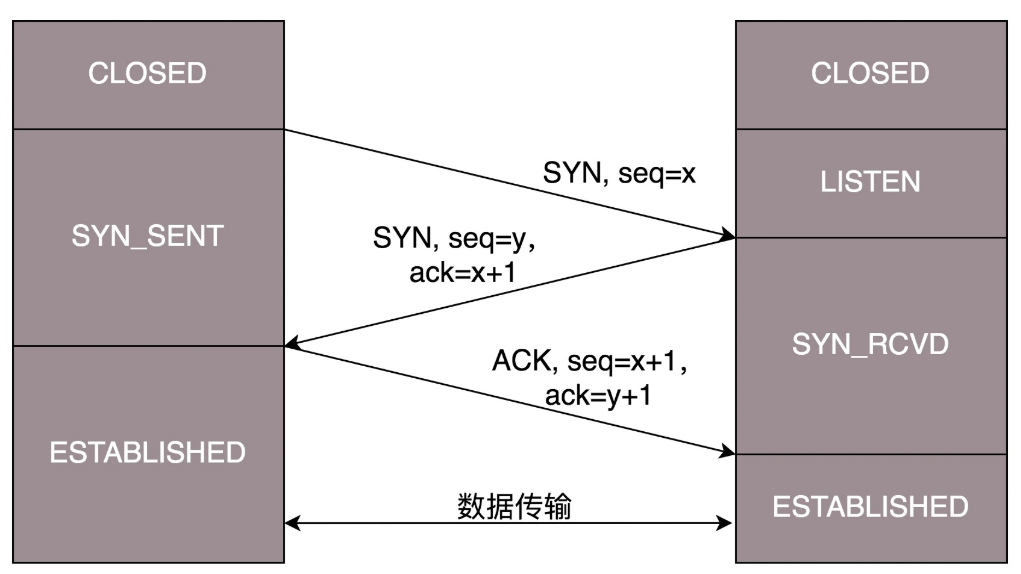 CLOSED
CLOSED
SYN, seq=x
LISTEN
SYN_SENT
SYN, seq=y,
ack=x+1
SYN_RCVD
ACK, seq=x+1,
ack=y+1
ESTABLISHED
数据传输
ESTABLISHED